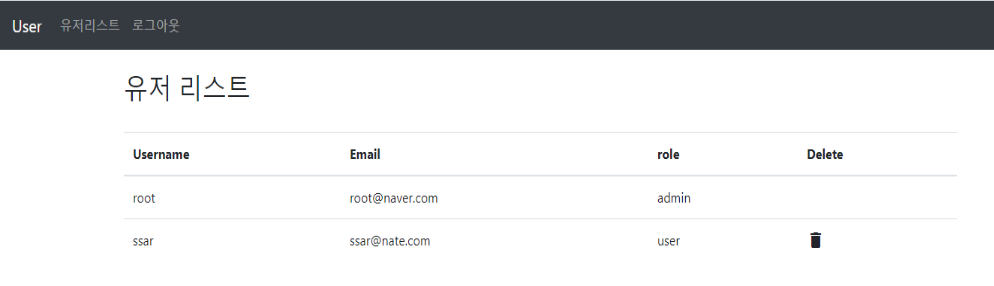 User 유저리스트 로그아웃
유저 리스트
Username Email role Delete
root root@naver.com admin
ssar ssar@nate.com user